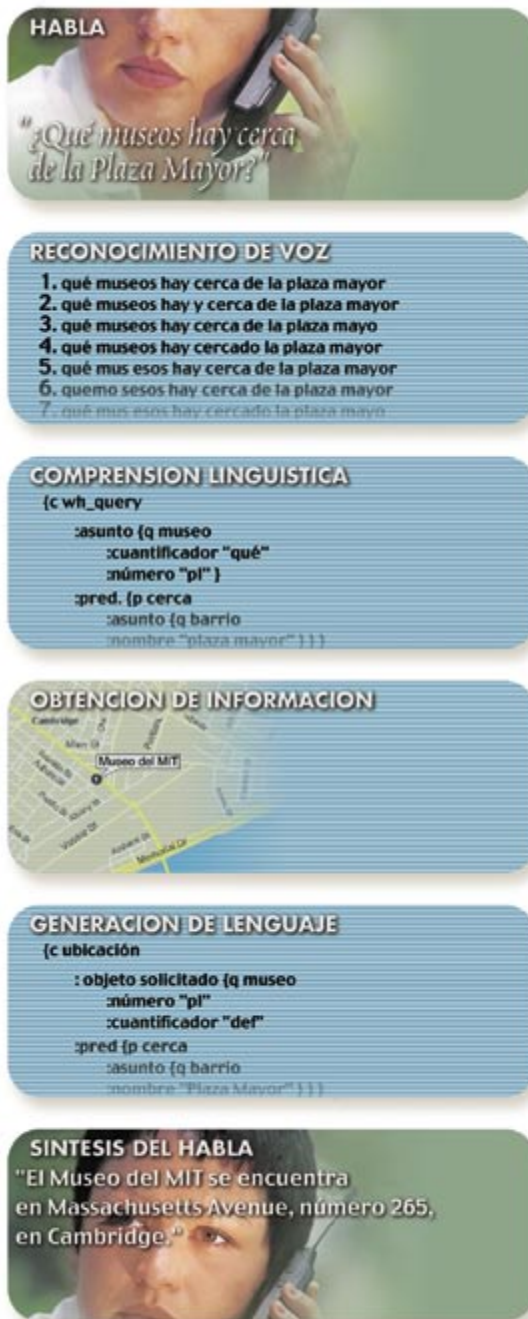 HABLA
"¿Qué museos hay cerca
de la Plaza Mayor?"
RECONOCIMIENTO DE VOZ
1. qué museos hay cerca de la plaza mayor
2. qué museos hay y cerca de la plaza mayor
3. qué museos hay cerca de la plaza mayo
4. qué museos hay cercado la plaza mayor
5. qué mus esos hay cerca de la plaza mayor
6. quemo sesos hay cerca de la plaza mayor
7. qué mus esos hay cercado la plaza mayo
COMPRENSION LINGUISTICA
{c wh_query
:asunto {q museo
:cuantificador "qué"
:número "pl" }
:pred. {p cerca
:asunto {q barrio
:nombre "plaza mayor" } } }
OBTENCION DE INFORMACION
Cambridge
Main St
Museo del MIT
Vassar St
Memorial Dr
GENERACION DE LENGUAJE
{c ubicación
: objeto solicitado {q museo
:número "pl"
:cuantificador "def"
:pred {p cerca
:asunto {q barrio
:nombre "Plaza Mayor" } } }
SINTESIS DEL HABLA
"El Museo del MIT se encuentra
en Massachusetts Avenue, número 265,
en Cambridge."